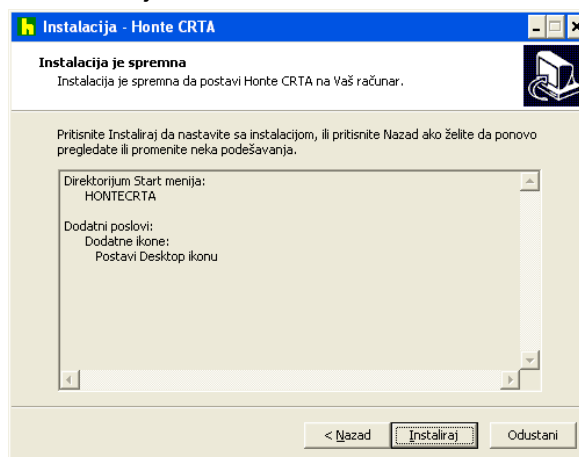 Instalacija - Honte CRTA
Instalacija je spremna
Instalacija je spremna da postavi Honte CRTA na Vaš računar.
Pritisnite Instaliraj da nastavite sa instalacijom, ili pritisnite Nazad ako želite da ponovo
pregledate ili promenite neka podešavanja.
Direktorijum Start menija:
HONTECRTA
Dodatni poslovi:
Dodatne ikone:
Postavi Desktop ikonu
< Nazad
Instaliraj
Odustani